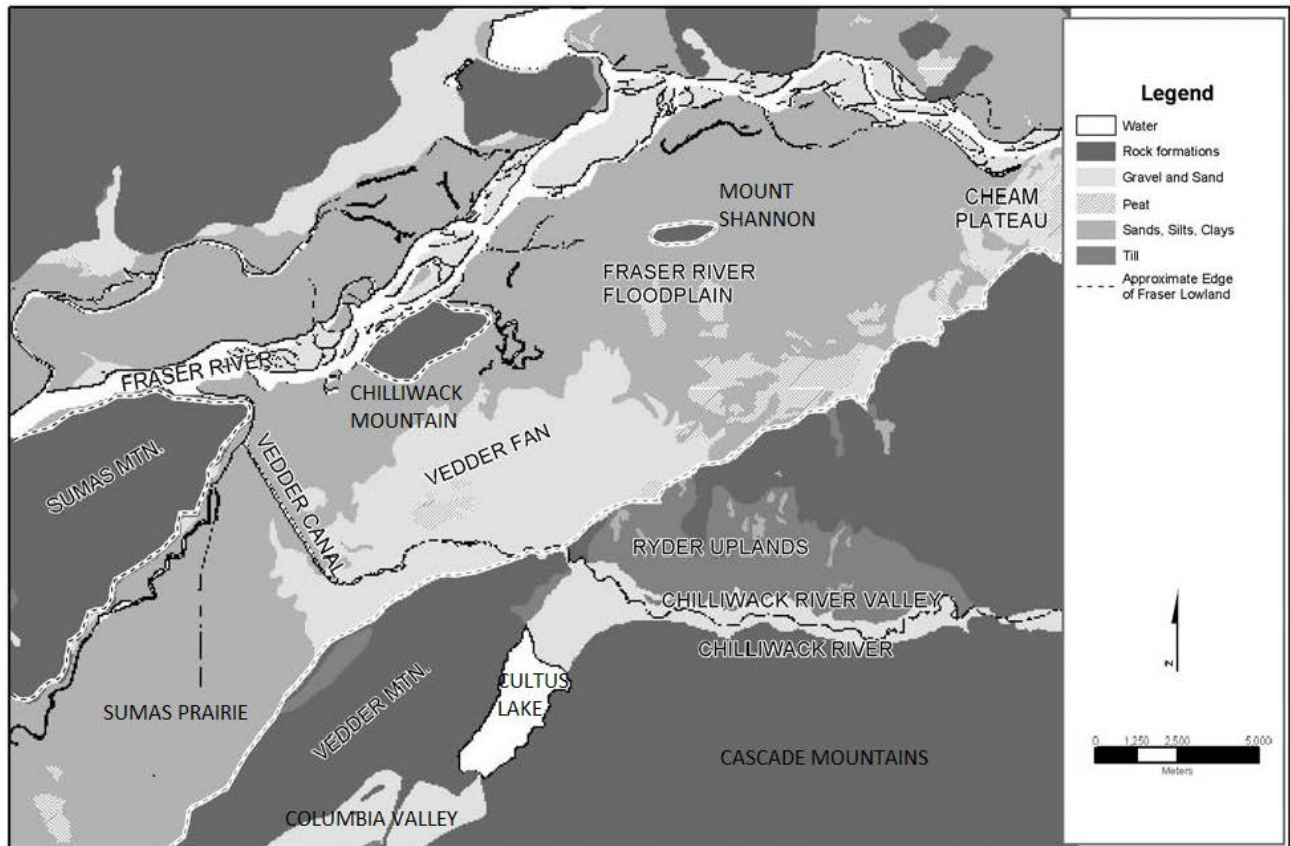 MOUNT
SHANNON
CHEAM
PLATEAU
FRASER RIVER
FLOODPLAIN
FRASER RIVER
CHILLIWACK
MOUNTAIN
SUMAS MTN.
VEDDER CANAL
VEDDER FAN
RYDER UPLANDS
CHILLIWACK RIVER VALLEY
CHILLIWACK RIVER
SUMAS PRAIRIE
VEDDER MTN.
CULTUS
LAKE
CASCADE MOUNTAINS
COLUMBIA VALLEY
Legend
Water
Rock formations
Gravel and Sand
Peat
Sands, Silts, Clays
Till
Approximate Edge
of Fraser Lowland
N
0 1,250 2,500 5,000
Meters